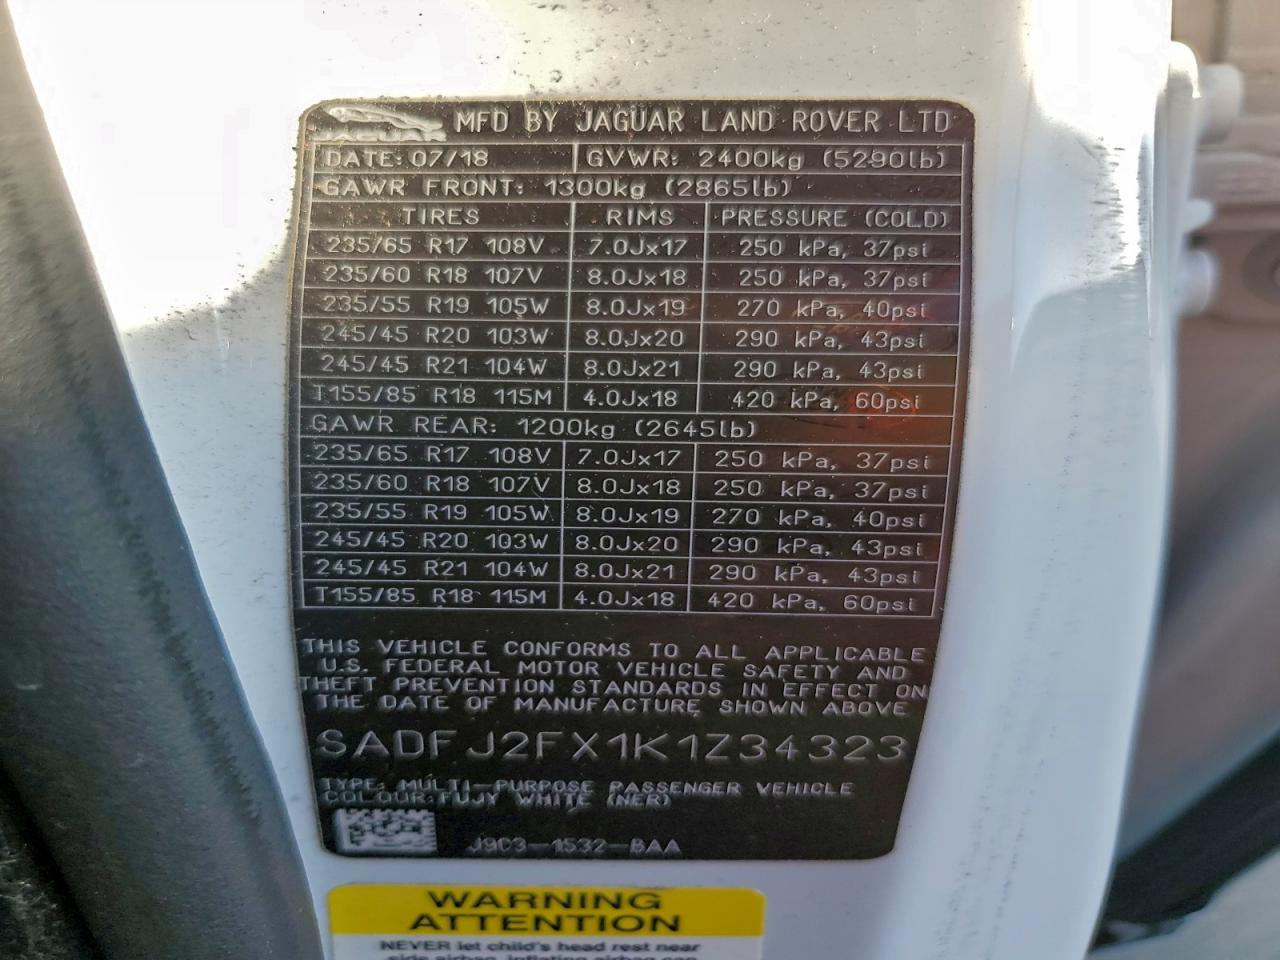 JAGUAR MFD BY JAGUAR LAND ROVER LTD
DATE: 07/18 GVWR: 2400kg (5290lb)
GAWR FRONT: 1300kg (2865lb)
TIRES RIMS PRESSURE (COLD)
235/65 R17 108V 7.0Jx17 250 kPa, 37psi
235/60 R18 107V 8.0Jx18 250 kPa, 37psi
235/55 R19 105W 8.0Jx19 270 kPa, 40psi
245/45 R20 103W 8.0Jx20 290 kPa, 43psi
245/45 R21 104W 8.0Jx21 290 kPa, 43psi
T155/85 R18 115M 4.0Jx18 420 kPa, 60psi
GAWR REAR: 1200kg (2645lb)
235/65 R17 108V 7.0Jx17 250 kPa, 37psi
235/60 R18 107V 8.0Jx18 250 kPa, 37psi
235/55 R19 105W 8.0Jx19 270 kPa, 40psi
245/45 R20 103W 8.0Jx20 290 kPa, 43psi
245/45 R21 104W 8.0Jx21 290 kPa, 43psi
T155/85 R18 115M 4.0Jx18 420 kPa, 60psi
THIS VEHICLE CONFORMS TO ALL APPLICABLE
U.S. FEDERAL MOTOR VEHICLE SAFETY AND
THEFT PREVENTION STANDARDS IN EFFECT ON
THE DATE OF MANUFACTURE SHOWN ABOVE
SADFJ2FX1K1Z34323
TYPE: MULTI-PURPOSE PASSENGER VEHICLE
COLOUR: FUJY WHITE (NER)
J9C3-1532-BAA
WARNING
ATTENTION
NEVER let child's head rest near
side airbag, inflating airbag can